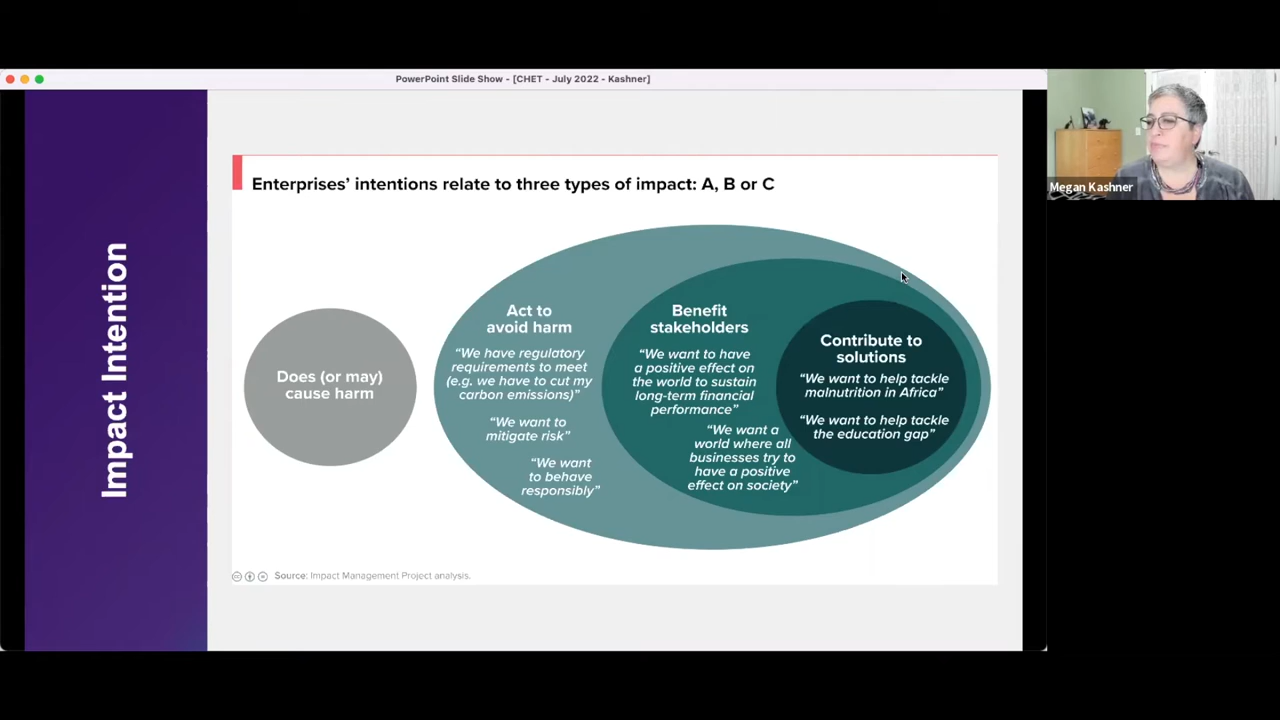 PowerPoint Slide Show - [CHET - July 2022 - Kashner]
Megan Kashner
Impact Intention
Enterprises’ intentions relate to three types of impact: A, B or C
Does (or may)
cause harm
Act to
avoid harm
“We have regulatory
requirements to meet
(e.g. we have to cut my
carbon emissions)”
“We want to
mitigate risk”
“We want
to behave
responsibly”
Benefit
stakeholders
“We want to have
a positive effect on
the world to sustain
long-term financial
performance”
“We want a
world where all
businesses try to
have a positive
effect on society”
Contribute to
solutions
“We want to help tackle
malnutrition in Africa”
“We want to help tackle
the education gap”
Source: Impact Management Project analysis.